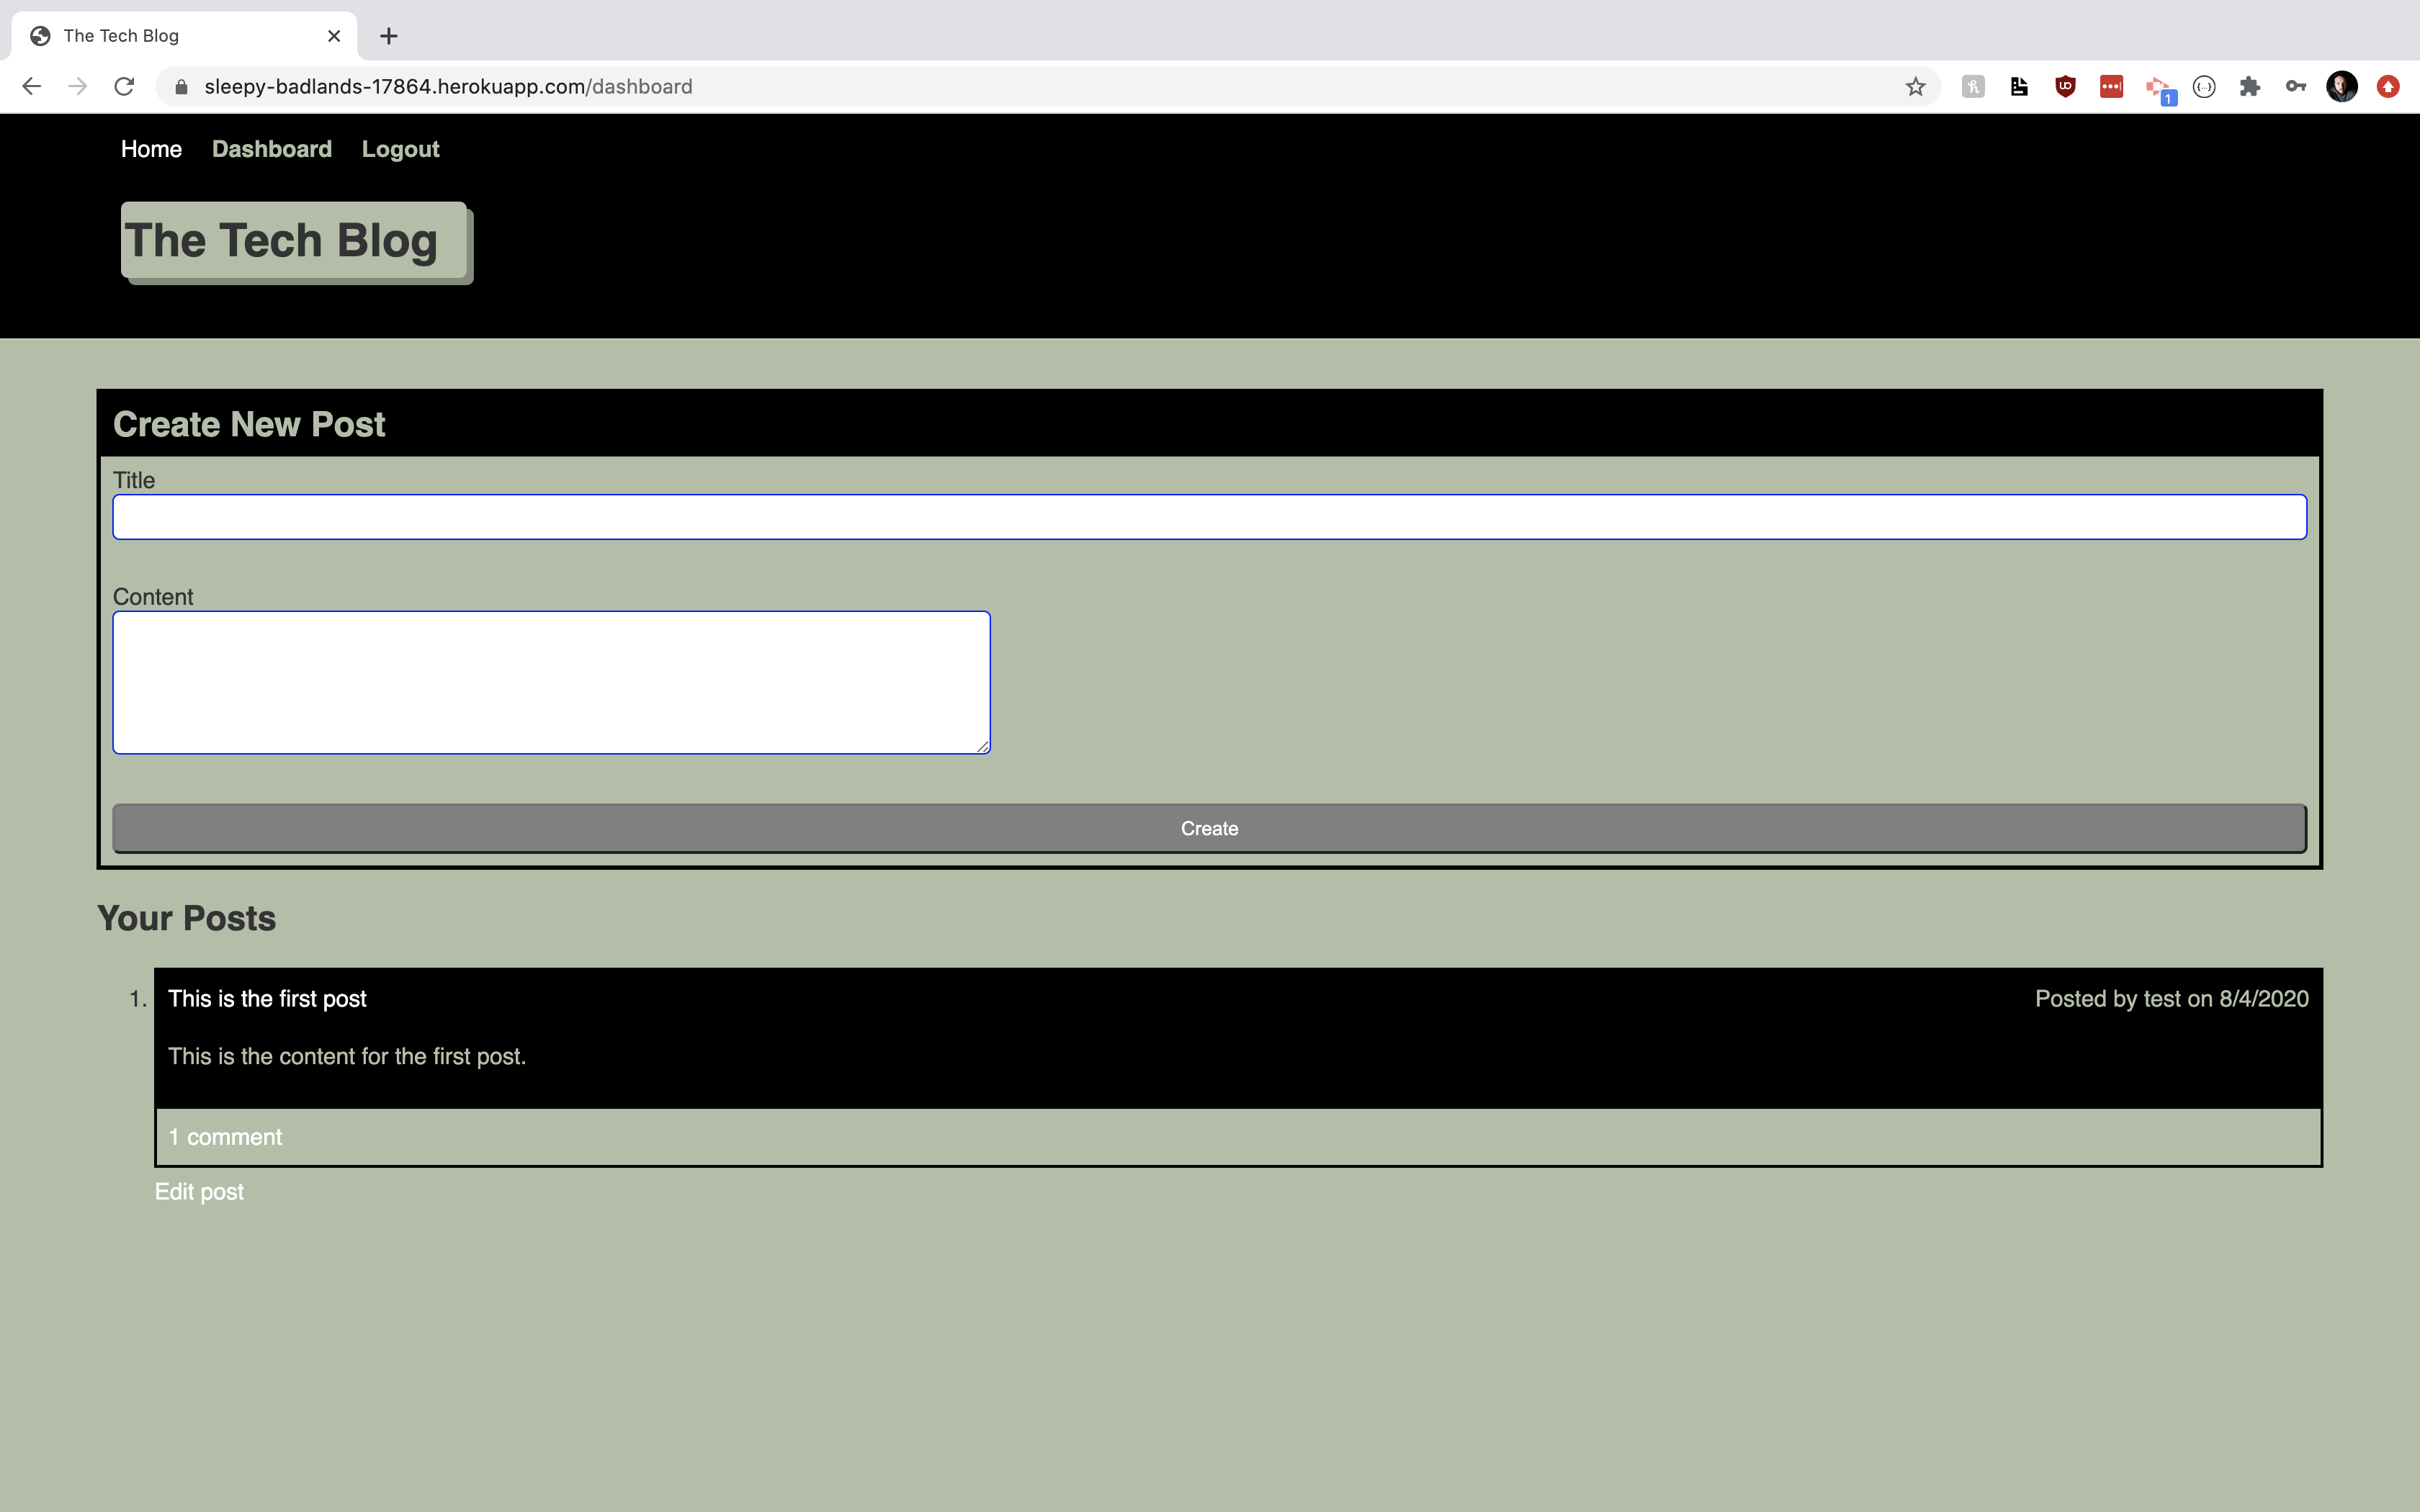 The Tech Blog
sleepy-badlands-17864.herokuapp.com/dashboard
1
Home Dashboard Logout
The Tech Blog
Create New Post
Title
Content
Create
Your Posts
1. This is the first post Posted by test on 8/4/2020
This is the content for the first post.
1 comment
Edit post